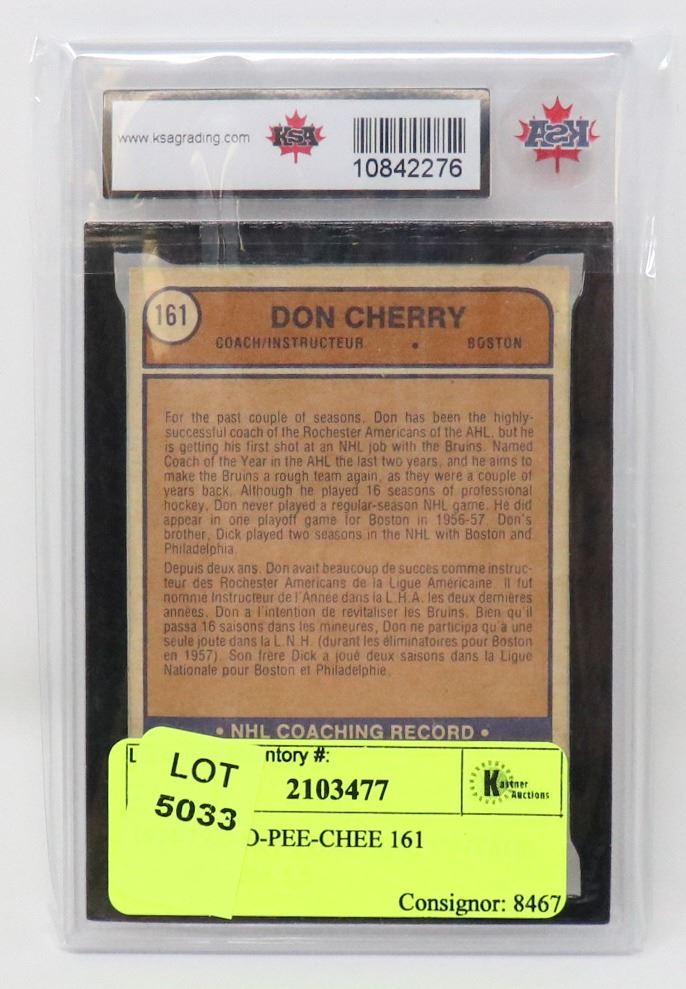 www.ksagrading.com
KSA
10842276
KSA
161
DON CHERRY
COACH/INSTRUCTEUR • BOSTON
For the past couple of seasons, Don has been the highly-
successful coach of the Rochester Americans of the AHL, but he
is getting his first shot at an NHL job with the Bruins. Named
Coach of the Year in the AHL the last two years, and he aims to
make the Bruins a rough team again, as they were a couple of
years back. Although he played 16 seasons of professional
hockey, Don never played a regular-season NHL game. He did
appear in one playoff game for Boston in 1956-57. Don's
brother, Dick played two seasons in the NHL with Boston and
Philadelphia.
Depuis deux ans, Don avait beaucoup de succes comme instruc-
teur des Rochester Americans de la Ligue Américaine. Il fut
nommé Instructeur de l'Année dans la L.H.A. les deux dernières
années. Don a l'intention de revitaliser les Bruins. Bien qu'il
passa 16 saisons dans les mineures, Don ne participa qu'à une
seule joute dans la L.N.H. (durant les éliminatoires pour Boston
en 1957). Son frère Dick a joué deux saisons dans la Ligue
Nationale pour Boston et Philadelphie.
• NHL COACHING RECORD •
LOT
5033
ntory #:
2103477
Kastner
Auctions
O-PEE-CHEE 161
Consignor: 8467